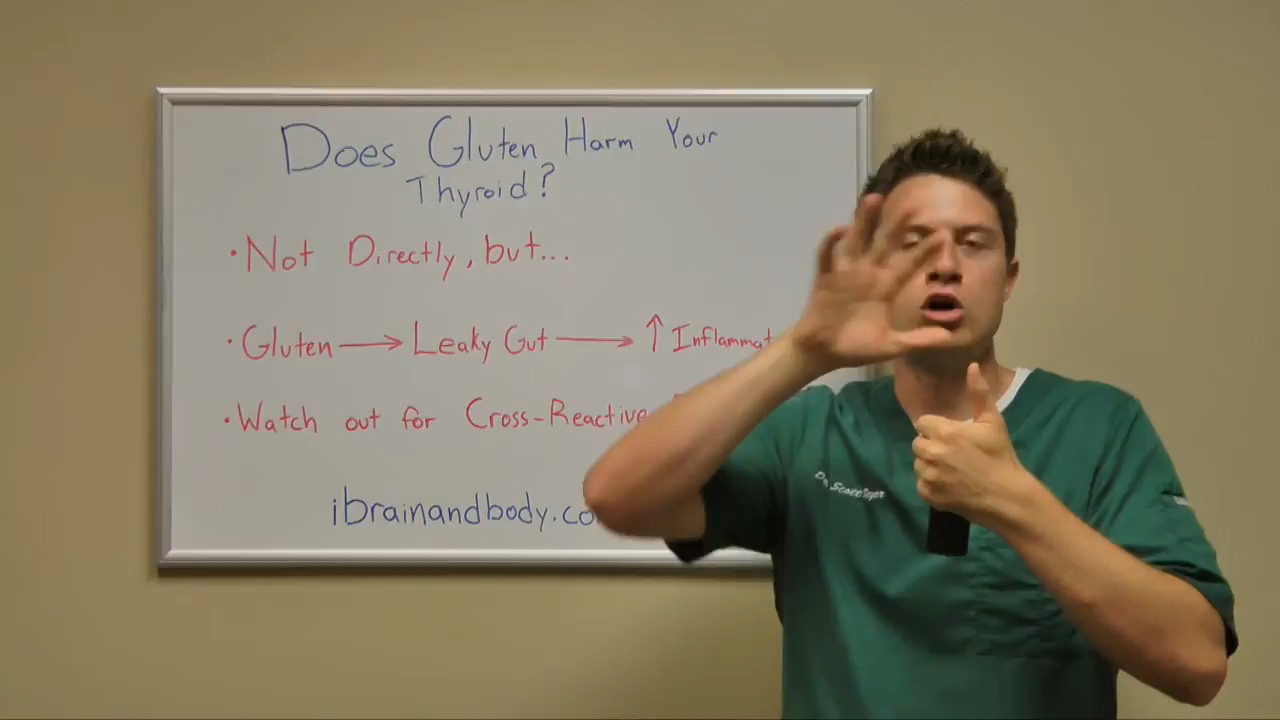 Does Gluten Harm Your
Thyroid?
• Not Directly, but...
• Gluten → Leaky Gut → ↑ Inflammat
• Watch out for Cross-Reactive
ibrainandbody.co
Dr.